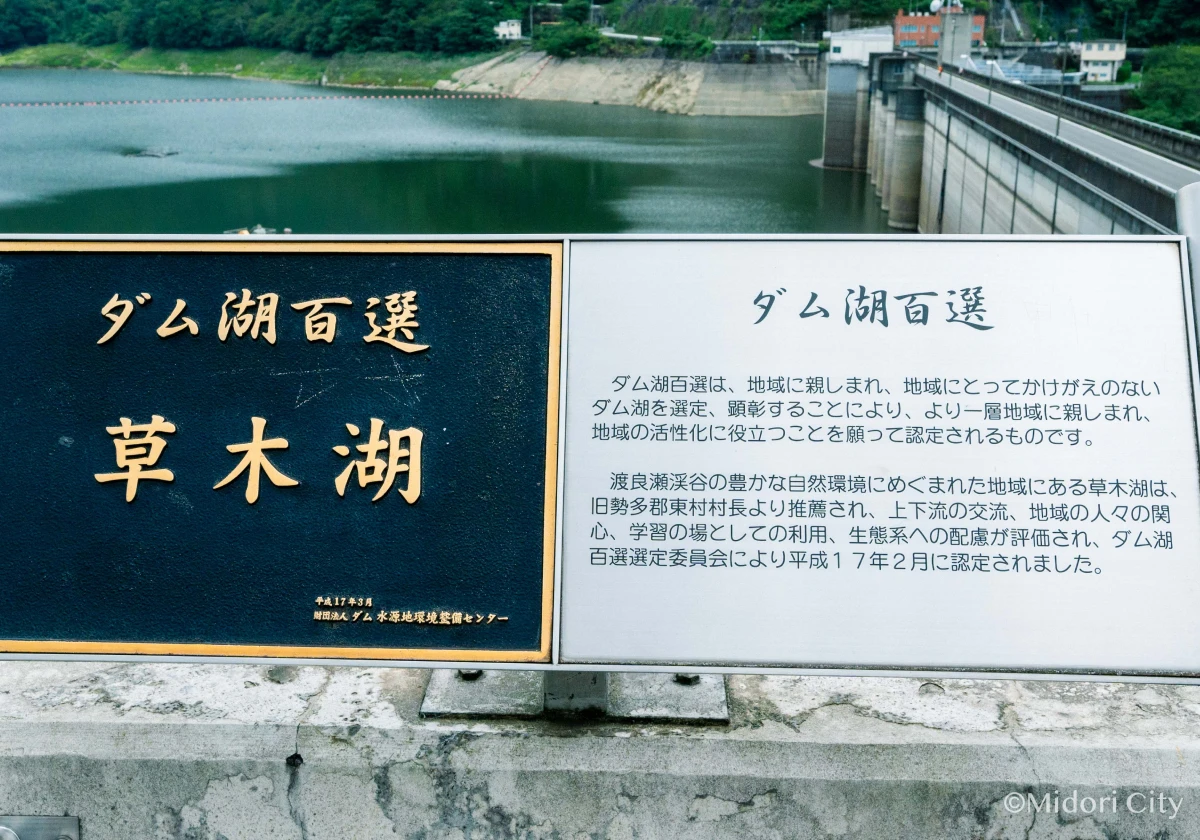 ダム湖百選
草木湖
平成17年3月
財団法人 ダム水源地環境整備センター
ダム湖百選
ダム湖百選は、地域に親しまれ、地域にとってかけがえのない
ダム湖を選定、顕彰することにより、より一層地域に親しまれ、
地域の活性化に役立つことを願って認定されるものです。
渡良瀬渓谷の豊かな自然環境にめぐまれた地域にある草木湖は、
旧勢多郡東村村長より推薦され、上下流の交流、地域の人々の関
心、学習の場としての利用、生態系への配慮が評価され、ダム湖
百選選定委員会により平成１７年２月に認定されました。
©Midori City